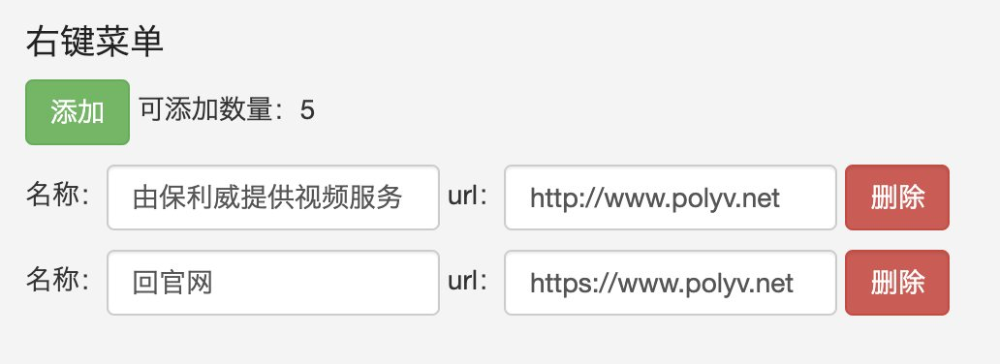 右键菜单
添加 可添加数量：5
名称： 由保利威提供视频服务 url： http://www.polyv.net 删除
名称： 回官网 url： https://www.polyv.net 删除